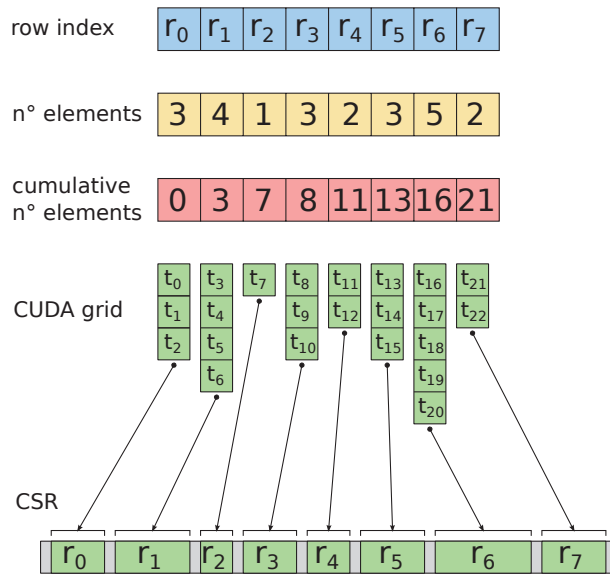 row index r₀ r₁ r₂ r₃ r₄ r₅ r₆ r₇
n° elements 3 4 1 3 2 3 5 2
cumulative
n° elements 0 3 7 8 11 13 16 21
t₀ t₃ t₇ t₈ t₁₁ t₁₃ t₁₆ t₂₁
CUDA grid t₁ t₄ t₉ t₁₂ t₁₄ t₁₇ t₂₂
t₂ t₅ t₁₀ t₁₅ t₁₈
t₆ t₁₉
t₂₀
CSR
r₀ r₁ r₂ r₃ r₄ r₅ r₆ r₇